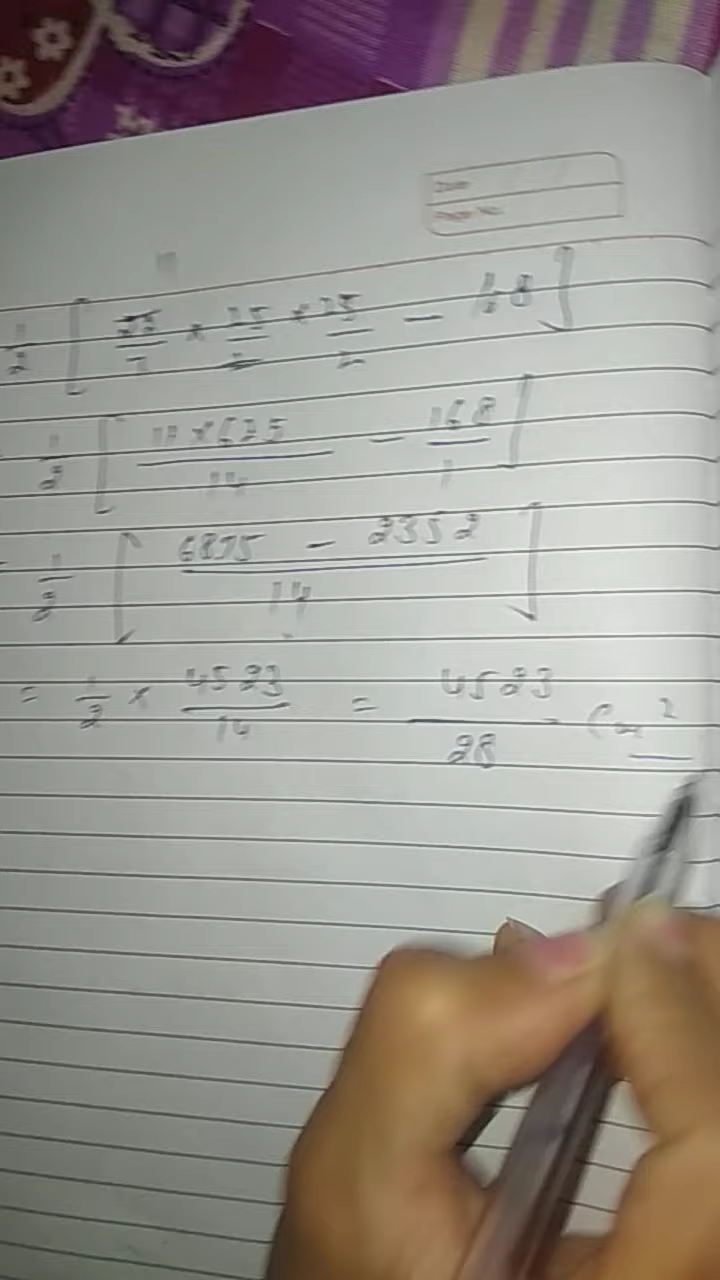 Date
Page No.
1/2 [ 22/7 × 25/2 × 25/2 - 168 ]
1/2 [ 11 × 625/14 - 168/1 ]
1/2 [ 6875 - 2352/14 ]
= 1/2 × 4523/14 = 4523/28 cm²